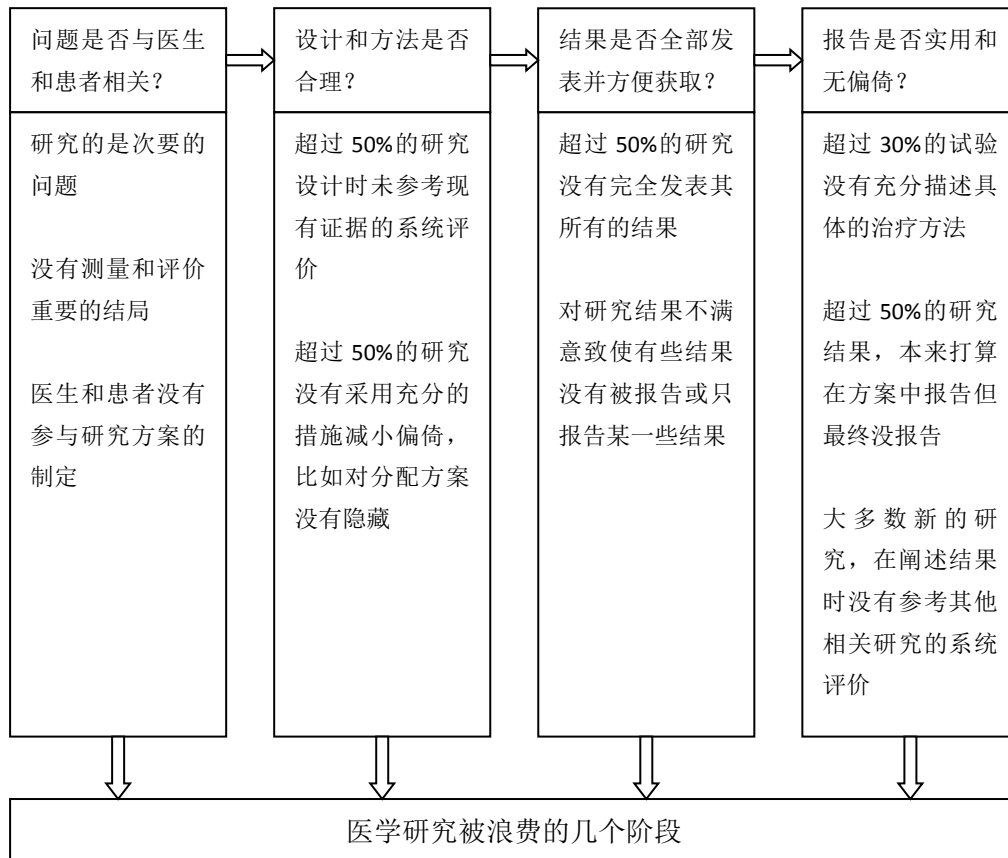 问题是否与医生
和患者相关？
研究的是次要的
问题
没有测量和评价
重要的结局
医生和患者没有
参与研究方案的
制定
设计和方法是否
合理？
超过 50%的研究
设计时未参考现
有证据的系统评
价
超过 50%的研究
没有采用充分的
措施减小偏倚，
比如对分配方案
没有隐藏
结果是否全部发
表并方便获取？
超过 50%的研究
没有完全发表其
所有的结果
对研究结果不满
意致使有些结果
没有被报告或只
报告某一些结果
报告是否实用和
无偏倚？
超过 30%的试验
没有充分描述具
体的治疗方法
超过 50%的研究
结果，本来打算
在方案中报告但
最终没报告
大多数新的研
究，在阐述结果
时没有参考其他
相关研究的系统
评价
医学研究被浪费的几个阶段